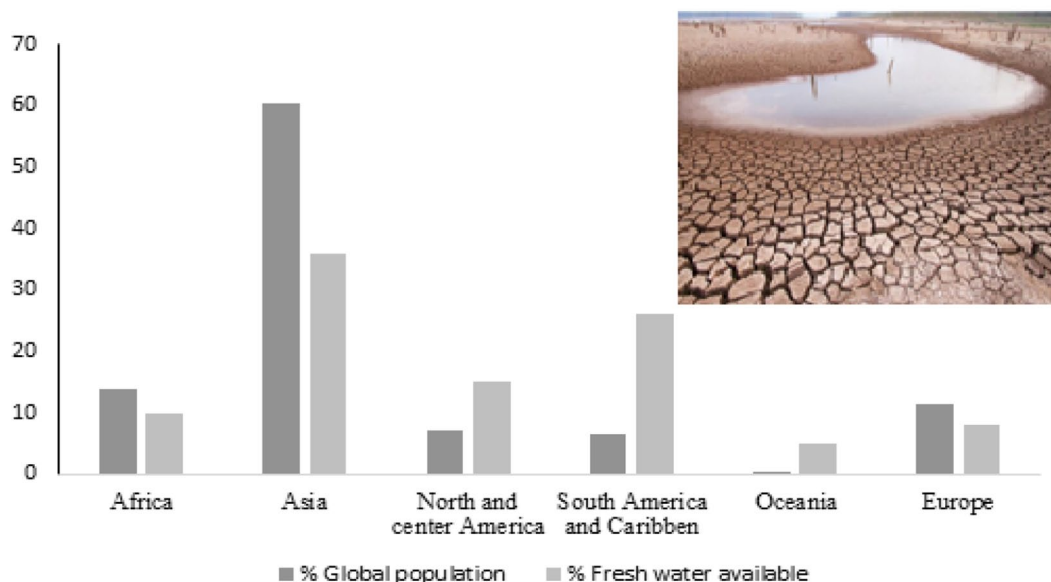 70
60
50
40
30
20
10
0
Africa
Asia
North and
center America
South America
and Caribben
Oceania
Europe
% Global population
% Fresh water available